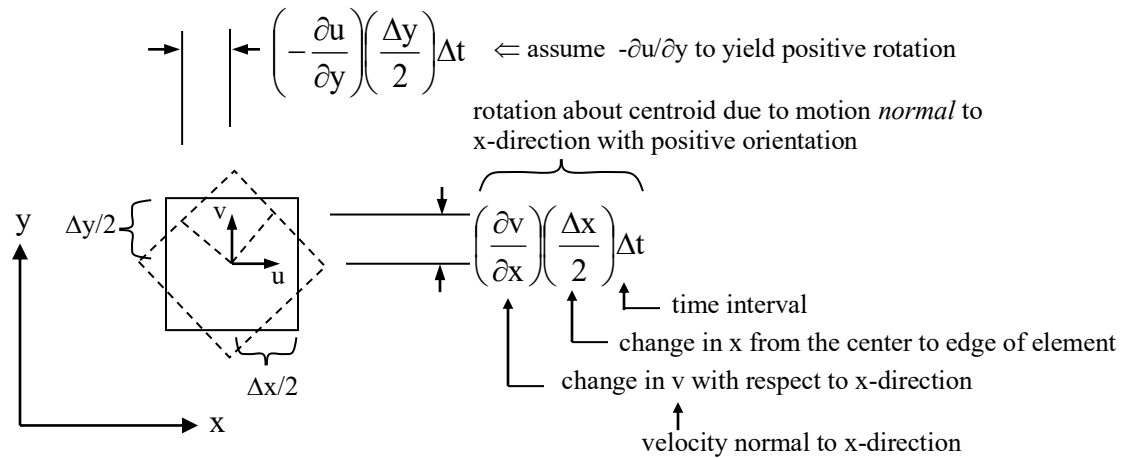 (−∂u/∂y)(Δy/2)Δt ⇐ assume -∂u/∂y to yield positive rotation
rotation about centroid due to motion normal to
x-direction with positive orientation
y
Δy/2
v
u
(∂v/∂x)(Δx/2)Δt
time interval
change in x from the center to edge of element
Δx/2
change in v with respect to x-direction
x
velocity normal to x-direction